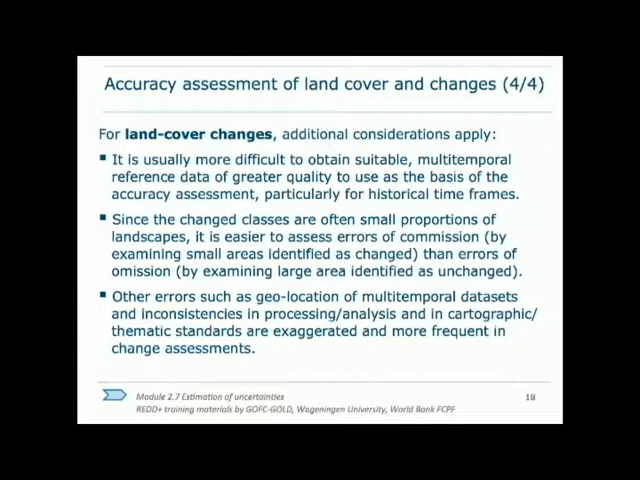 Accuracy assessment of land cover and changes (4/4)
For land-cover changes, additional considerations apply:
▪ It is usually more difficult to obtain suitable, multitemporal
reference data of greater quality to use as the basis of the
accuracy assessment, particularly for historical time frames.
▪ Since the changed classes are often small proportions of
landscapes, it is easier to assess errors of commission (by
examining small areas identified as changed) than errors of
omission (by examining large area identified as unchanged).
▪ Other errors such as geo-location of multitemporal datasets
and inconsistencies in processing/analysis and in cartographic/
thematic standards are exaggerated and more frequent in
change assessments.
Module 2.7 Estimation of uncertainties
REDD+ training materials by GOFC-GOLD, Wageningen University, World Bank FCPF
18